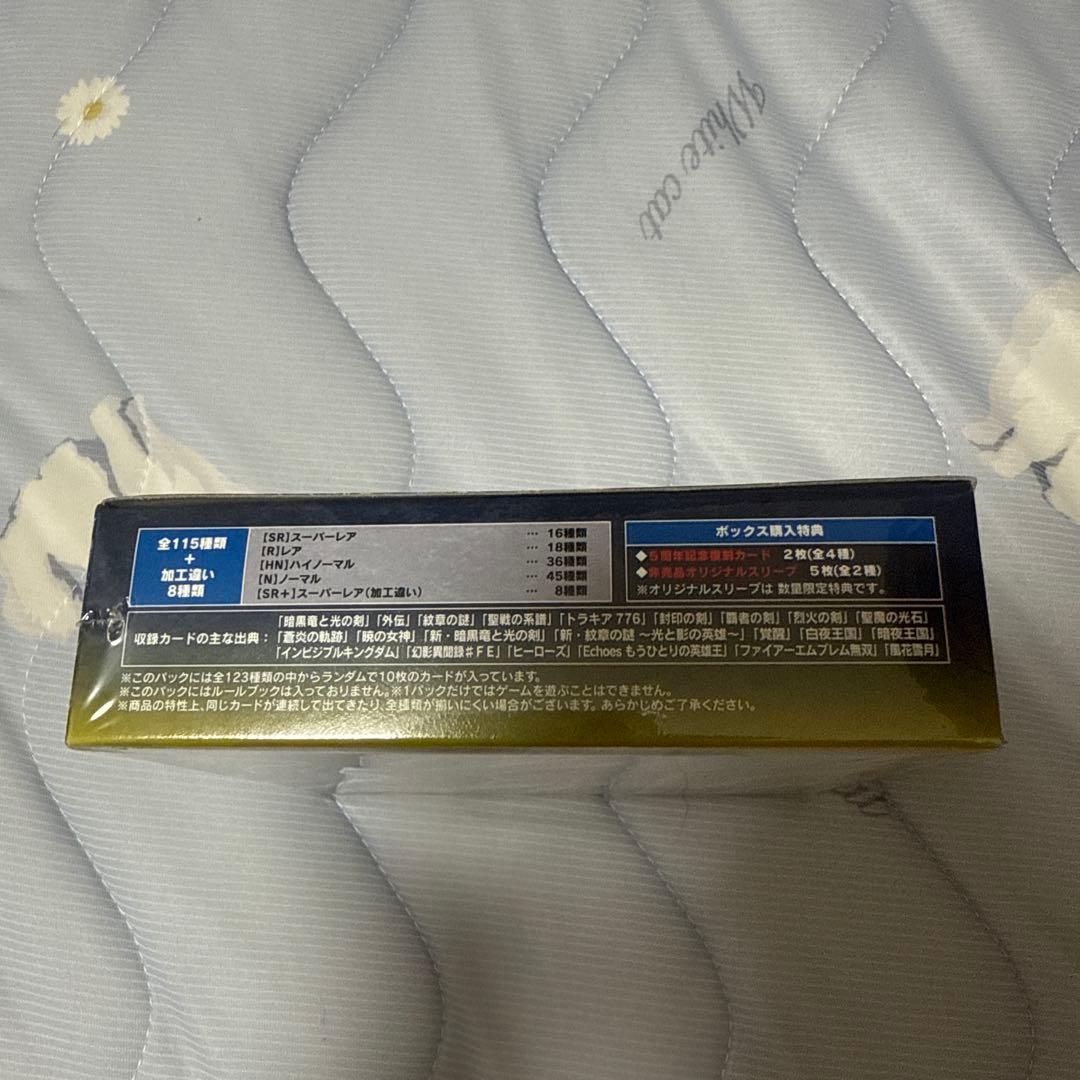 White cat
全115種類
+
加工違い
8種類
[SR]スーパーレア … 16種類
[R]レア … 18種類
[HN]ハイノーマル … 36種類
[N]ノーマル … 45種類
[SR+]スーパーレア(加工違い) … 8種類
ボックス購入特典
◆5周年記念復刻カード 2枚(全4種)
◆非売品オリジナルスリーブ 5枚(全2種)
※オリジナルスリーブは 数量限定特典です。
収録カードの主な出典:
「暗黒竜と光の剣」「外伝」「紋章の謎」「聖戦の系譜」「トラキア 776」「封印の剣」「覇者の剣」「烈火の剣」「聖魔の光石」
「蒼炎の軌跡」「暁の女神」「新・暗黒竜と光の剣」「新・紋章の謎 ～光と影の英雄～」「覚醒」「白夜王国」「暗夜王国」
「インビジブルキングダム」「幻影異聞録♯FE」「ヒーローズ」「Echoes もうひとりの英雄王」「ファイアーエムブレム無双」「風花雪月」
※このパックには全123種類の中からランダムで10枚のカードが入っています。
※このパックにはルールブックは入っておりません。※1パックだけではゲームを遊ぶことはできません。
※商品の特性上、同じカードが連続して出てきたり、全種類が揃いにくい場合がございます。あらかじめご了承ください。